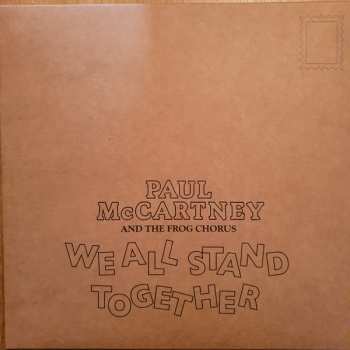 PAUL
McCARTNEY
AND THE FROG CHORUS
WE ALL STAND
TOGETHER